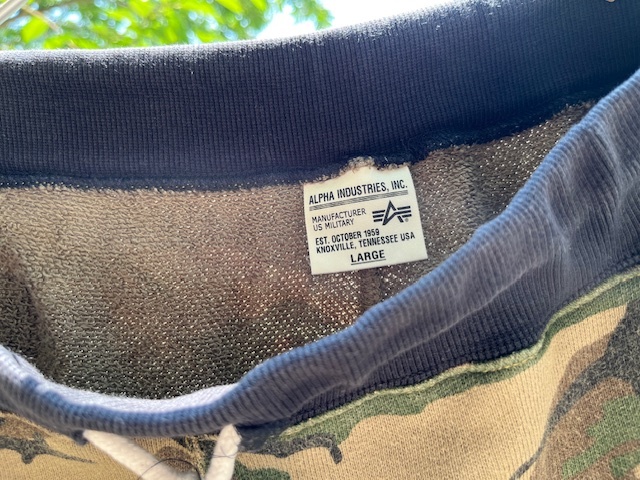 ALPHA INDUSTRIES, INC.
MANUFACTURER
US MILITARY
EST. OCTOBER 1959
KNOXVILLE, TENNESSEE USA
LARGE